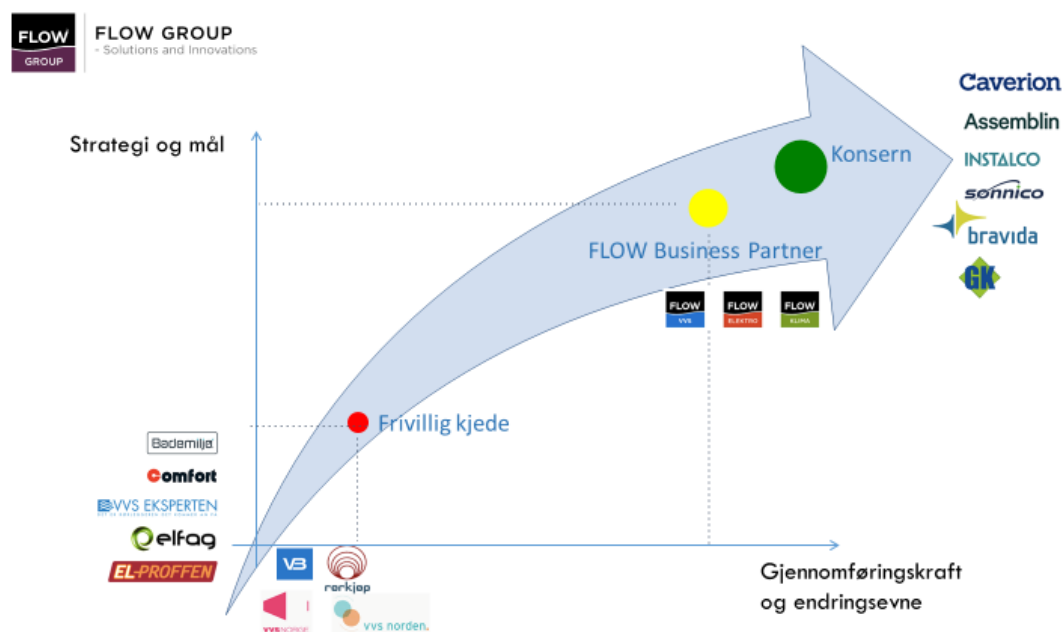 FLOW
GROUP
FLOW GROUP
- Solutions and Innovations
Strategi og mål
Caverion
Assemblin
INSTALCO
sønnico
bravida
GK
Konsern
FLOW Business Partner
FLOW
VVS
FLOW
ELEKTRO
FLOW
KLIMA
Frivillig kjede
Bademiljø
Comfort
VVS EKSPERTEN
elfag
EL-PROFFEN
VB
rørkjøp
VVSNORGE
vvs norden.
Gjennomføringskraft
og endringsevne